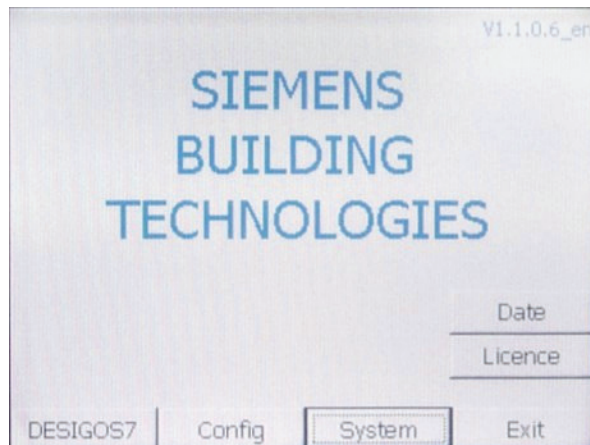 V1.1.0.6_en
SIEMENS
BUILDING
TECHNOLOGIES
Date
Licence
DESIGOS7 Config System Exit